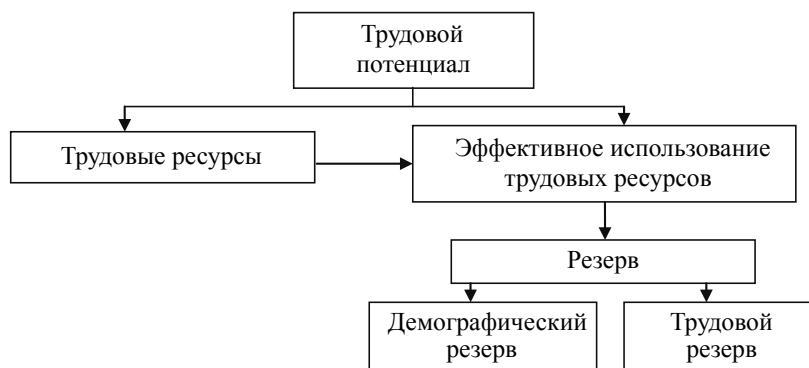 Трудовой
потенциал
Трудовые ресурсы
Эффективное использование
трудовых ресурсов
Резерв
Демографический
резерв
Трудовой
резерв